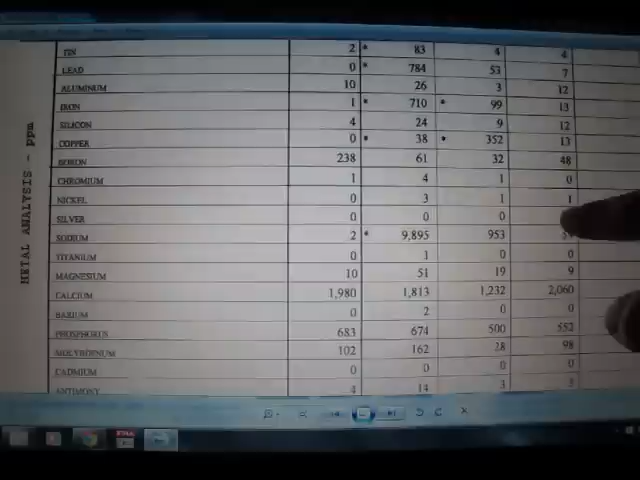 METAL ANALYSIS - ppm
TIN 2 * 83 4 4
LEAD 0 * 784 53 7
ALUMINUM 10 26 3 12
IRON 1 * 710 * 99 13
SILICON 4 24 9 12
COPPER 0 * 38 * 352 13
BORON 238 61 32 48
CHROMIUM 1 4 1 0
NICKEL 0 3 1 1
SILVER 0 0 0
SODIUM 2 * 9,895 953
TITANIUM 0 1 0 0
MAGNESIUM 10 51 19 9
CALCIUM 1,980 1,813 1,232 2,060
BARIUM 0 2 0 0
PHOSPHORUS 683 674 500 552
MOLYBDENUM 102 162 28 98
CADMIUM 0 0 0 0
ANTIMONY 4 14 3 3